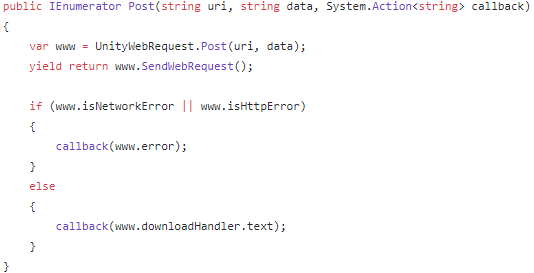 public IEnumerator Post(string uri, string data, System.Action<string> callback)
{
var www = UnityWebRequest.Post(uri, data);
yield return www.SendWebRequest();
if (www.isNetworkError || www.isHttpError)
{
callback(www.error);
}
else
{
callback(www.downloadHandler.text);
}
}